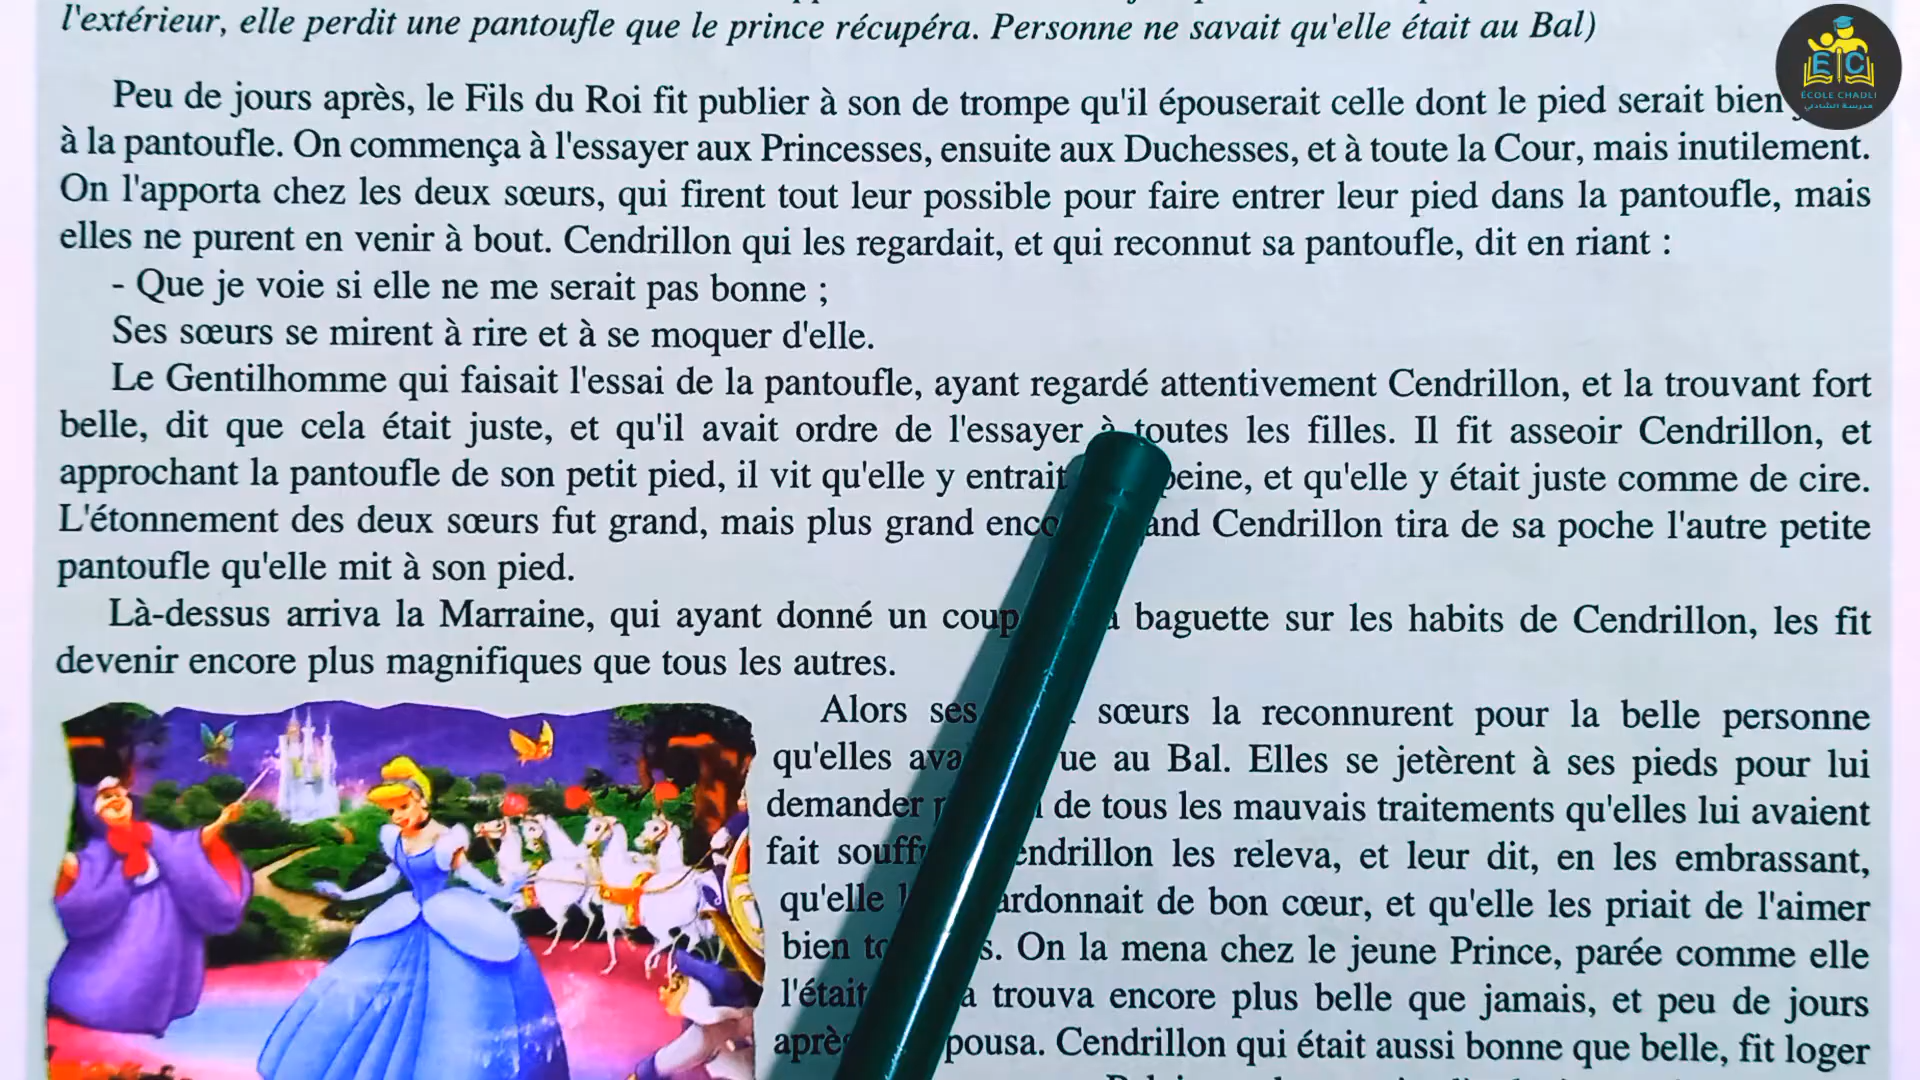 l'extérieur, elle perdit une pantoufle que le prince récupéra. Personne ne savait qu'elle était au Bal)
Peu de jours après, le Fils du Roi fit publier à son de trompe qu'il épouserait celle dont le pied serait bien
à la pantoufle. On commença à l'essayer aux Princesses, ensuite aux Duchesses, et à toute la Cour, mais inutilement.
On l'apporta chez les deux sœurs, qui firent tout leur possible pour faire entrer leur pied dans la pantoufle, mais
elles ne purent en venir à bout. Cendrillon qui les regardait, et qui reconnut sa pantoufle, dit en riant :
- Que je voie si elle ne me serait pas bonne ;
Ses sœurs se mirent à rire et à se moquer d'elle.
Le Gentilhomme qui faisait l'essai de la pantoufle, ayant regardé attentivement Cendrillon, et la trouvant fort
belle, dit que cela était juste, et qu'il avait ordre de l'essayer à toutes les filles. Il fit asseoir Cendrillon, et
approchant la pantoufle de son petit pied, il vit qu'elle y entrait peine, et qu'elle y était juste comme de cire.
L'étonnement des deux sœurs fut grand, mais plus grand Cendrillon tira de sa poche l'autre petite
pantoufle qu'elle mit à son pied.
Là-dessus arriva la Marraine, qui ayant donné un coup baguette sur les habits de Cendrillon, les fit
devenir encore plus magnifiques que tous les autres.
Alors ses sœurs la reconnurent pour la belle personne
qu'elles au Bal. Elles se jetèrent à ses pieds pour lui
demander de tous les mauvais traitements qu'elles lui avaient
fait Cendrillon les releva, et leur dit, en les embrassant,
qu'elle pardonnait de bon cœur, et qu'elle les priait de l'aimer
bien On la mena chez le jeune Prince, parée comme elle
l'était trouva encore plus belle que jamais, et peu de jours
après épousa. Cendrillon qui était aussi bonne que belle, fit loger
E C
ÉCOLE CHADLI
مدرسة الشاذلي